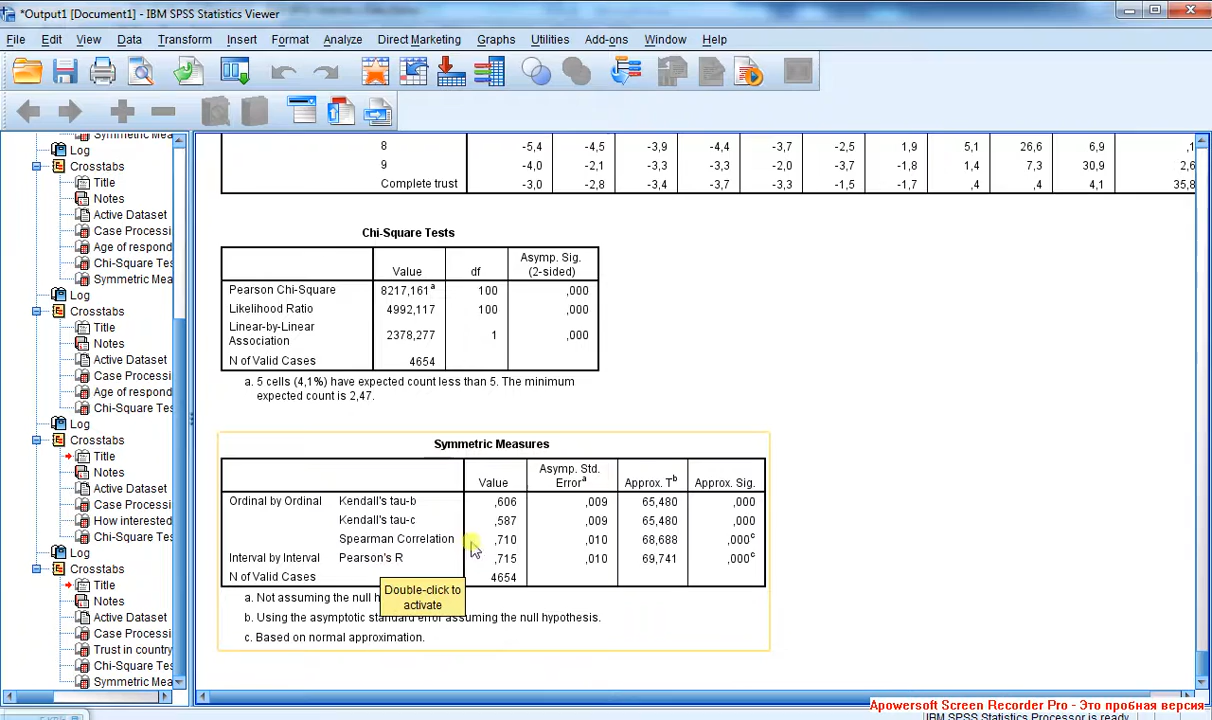 *Output1 [Document1] - IBM SPSS Statistics Viewer
File Edit View Data Transform Insert Format Analyze Direct Marketing Graphs Utilities Add-ons Window Help
Symmetric Mea
Log
Crosstabs
Title
Notes
Active Dataset
Case Processi
Age of respond
Chi-Square Tes
Symmetric Mea
Log
Crosstabs
Title
Notes
Active Dataset
Case Processi
Age of respond
Chi-Square Tes
Log
Crosstabs
Title
Notes
Active Dataset
Case Processi
How interested
Chi-Square Tes
Log
Crosstabs
Title
Notes
Active Dataset
Case Processi
Trust in country
Chi-Square Tes
Symmetric Mea
8 -5,4 -4,5 -3,9 -4,4 -3,7 -2,5 1,9 5,1 26,6 6,9 ,1
9 -4,0 -2,1 -3,3 -3,3 -2,0 -3,7 -1,8 1,4 7,3 30,9 2,6
Complete trust -3,0 -2,8 -3,4 -3,7 -3,3 -1,5 -1,7 ,4 ,4 4,1 35,8
Chi-Square Tests
Value df Asymp. Sig. (2-sided)
Pearson Chi-Square 8217,161a 100 ,000
Likelihood Ratio 4992,117 100 ,000
Linear-by-Linear
Association 2378,277 1 ,000
N of Valid Cases 4654
a. 5 cells (4,1%) have expected count less than 5. The minimum
expected count is 2,47.
Symmetric Measures
Value Asymp. Std. Errora Approx. Tb Approx. Sig.
Ordinal by Ordinal Kendall's tau-b ,606 ,009 65,480 ,000
Kendall's tau-c ,587 ,009 65,480 ,000
Spearman Correlation ,710 ,010 68,688 ,000c
Interval by Interval Pearson's R ,715 ,010 69,741 ,000c
N of Valid Cases 4654
Double-click to
activate
a. Not assuming the null h
b. Using the asymptotic standard error assuming the null hypothesis.
c. Based on normal approximation.
Apowersoft Screen Recorder Pro - Это пробная версия
IBM SPSS Statistics Processor is ready